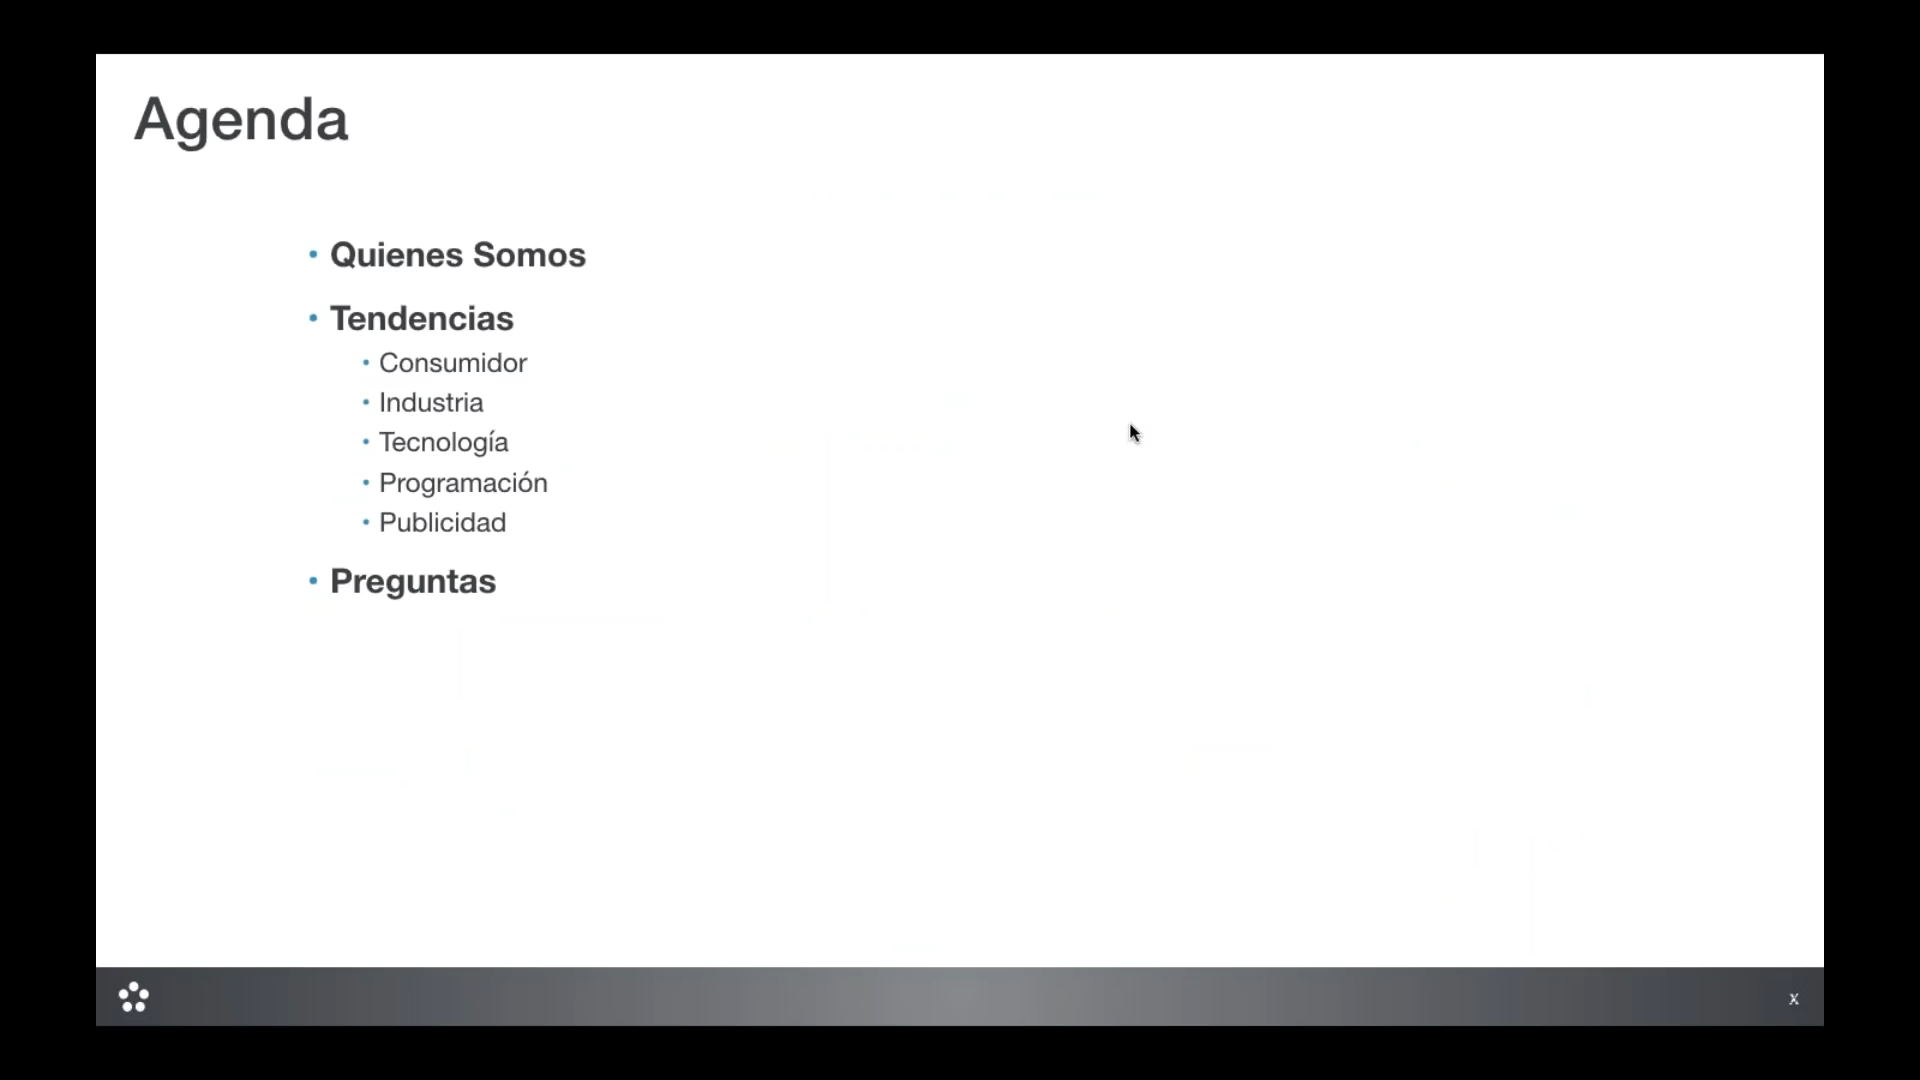 Agenda
• Quienes Somos
• Tendencias
• Consumidor
• Industria
• Tecnología
• Programación
• Publicidad
• Preguntas
x